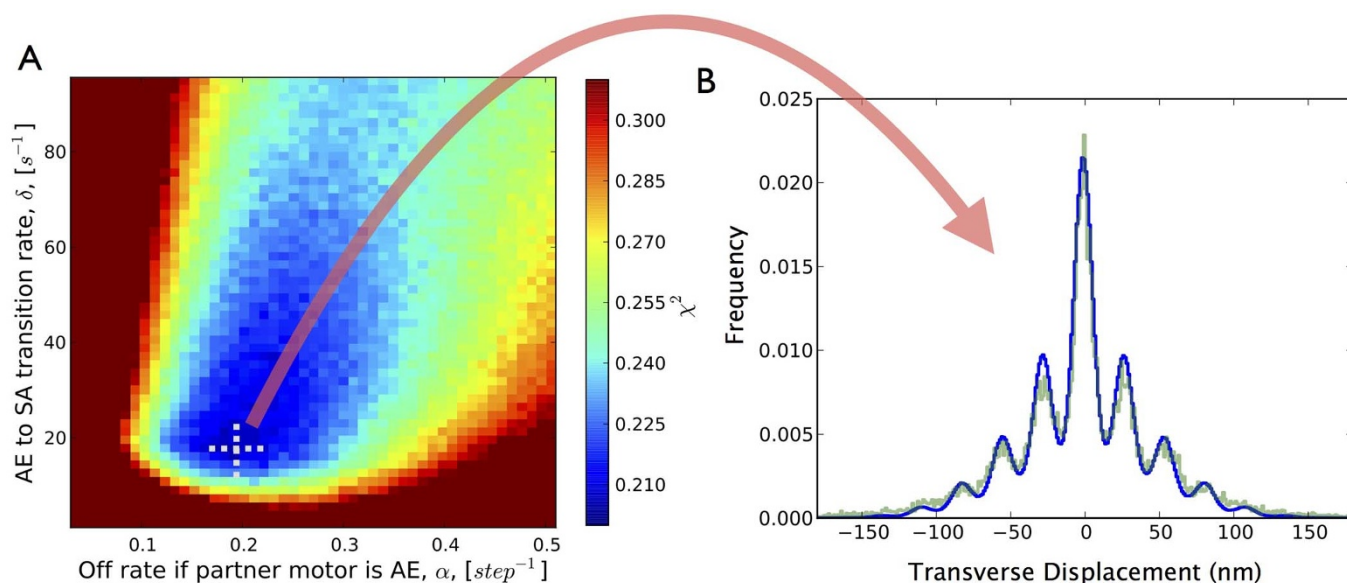 A
AE to SA transition rate, δ, [s⁻¹]
80
60
40
20
0.1 0.2 0.3 0.4 0.5
Off rate if partner motor is AE, α, [step⁻¹]
0.300
0.285
0.270
0.255
0.240
0.225
0.210
χ²
B
Frequency
0.025
0.020
0.015
0.010
0.005
0.000
−150 −100 −50 0 50 100 150
Transverse Displacement (nm)